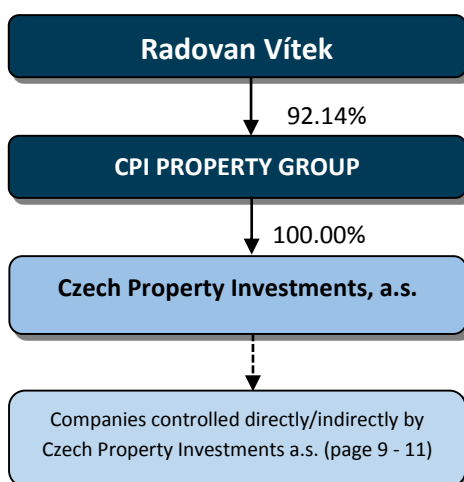 Radovan Vítek
92.14%
CPI PROPERTY GROUP
100.00%
Czech Property Investments, a.s.
Companies controlled directly/indirectly by
Czech Property Investments a.s. (page 9 - 11)